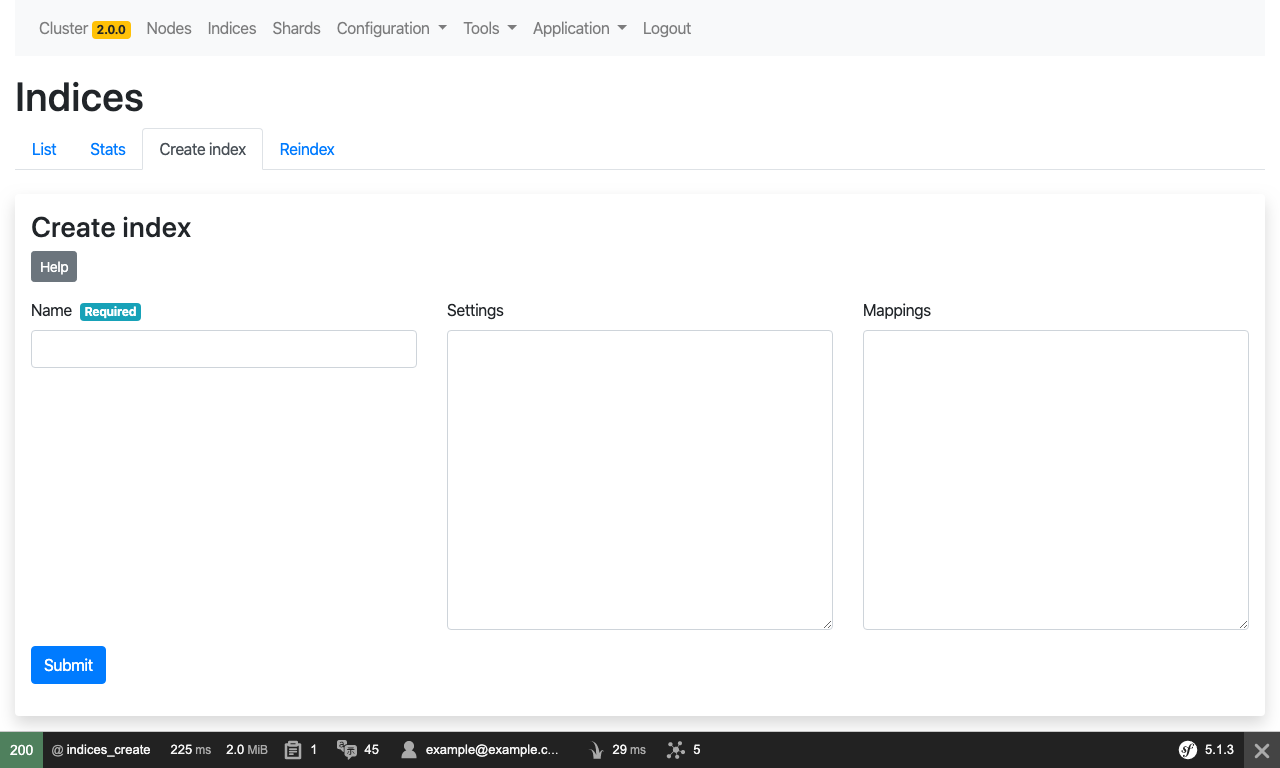 Cluster 2.0.0 Nodes Indices Shards Configuration Tools Application Logout
Indices
List Stats Create index Reindex
Create index
Help
Name Required Settings Mappings
Submit
200 @ indices_create 225 ms 2.0 MiB 1 45 example@example.c... 29 ms 5 sf 5.1.3